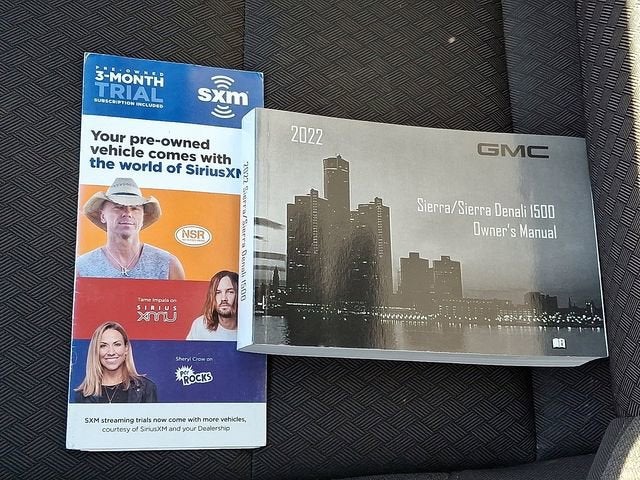 PRE-OWNED
3-MONTH
TRIAL
SUBSCRIPTION INCLUDED
sxm
Your pre-owned
vehicle comes with
the world of SiriusXM
NSR
Tame Impala on
SIRIUS
xmu
Sheryl Crow on
POP
ROCKS
SXM streaming trials now come with more vehicles,
courtesy of SiriusXM and your Dealership
2022 Sierra/Sierra Denali 1500
2022
GMC
Sierra/Sierra Denali 1500
Owner's Manual